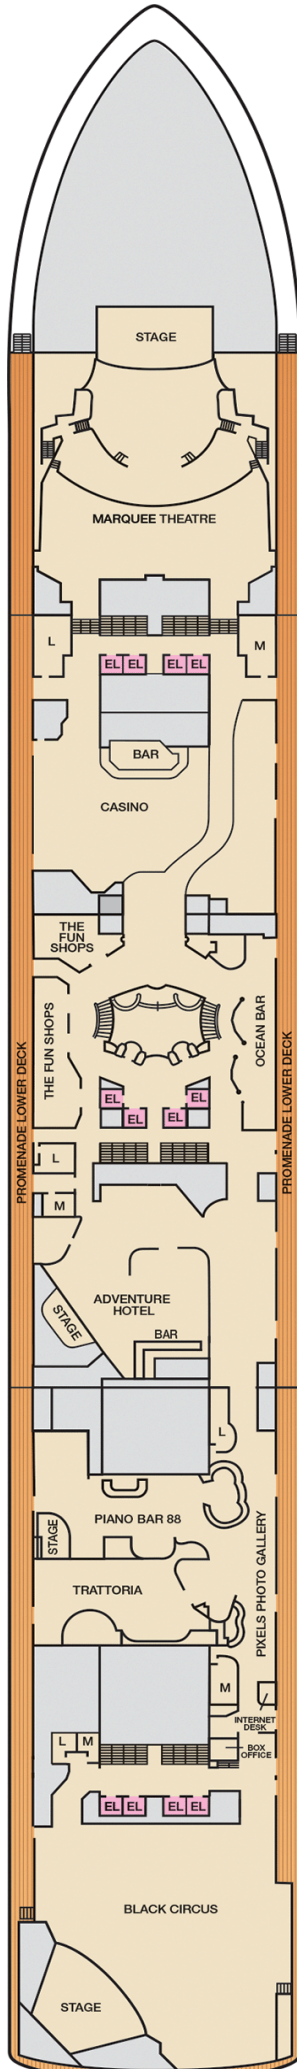 STAGE
MARQUEE THEATRE
L
M
EL EL EL EL
BAR
CASINO
THE
FUN
SHOPS
THE FUN SHOPS
OCEAN BAR
PROMENADE LOWER DECK
PROMENADE LOWER DECK
EL EL
EL EL
L
M
ADVENTURE
HOTEL
STAGE
BAR
L
PIANO BAR 88
STAGE
PIXELS PHOTO GALLERY
TRATTORIA
M
INTERNET
DESK
L M
BOX
OFFICE
EL EL EL EL
BLACK CIRCUS
STAGE